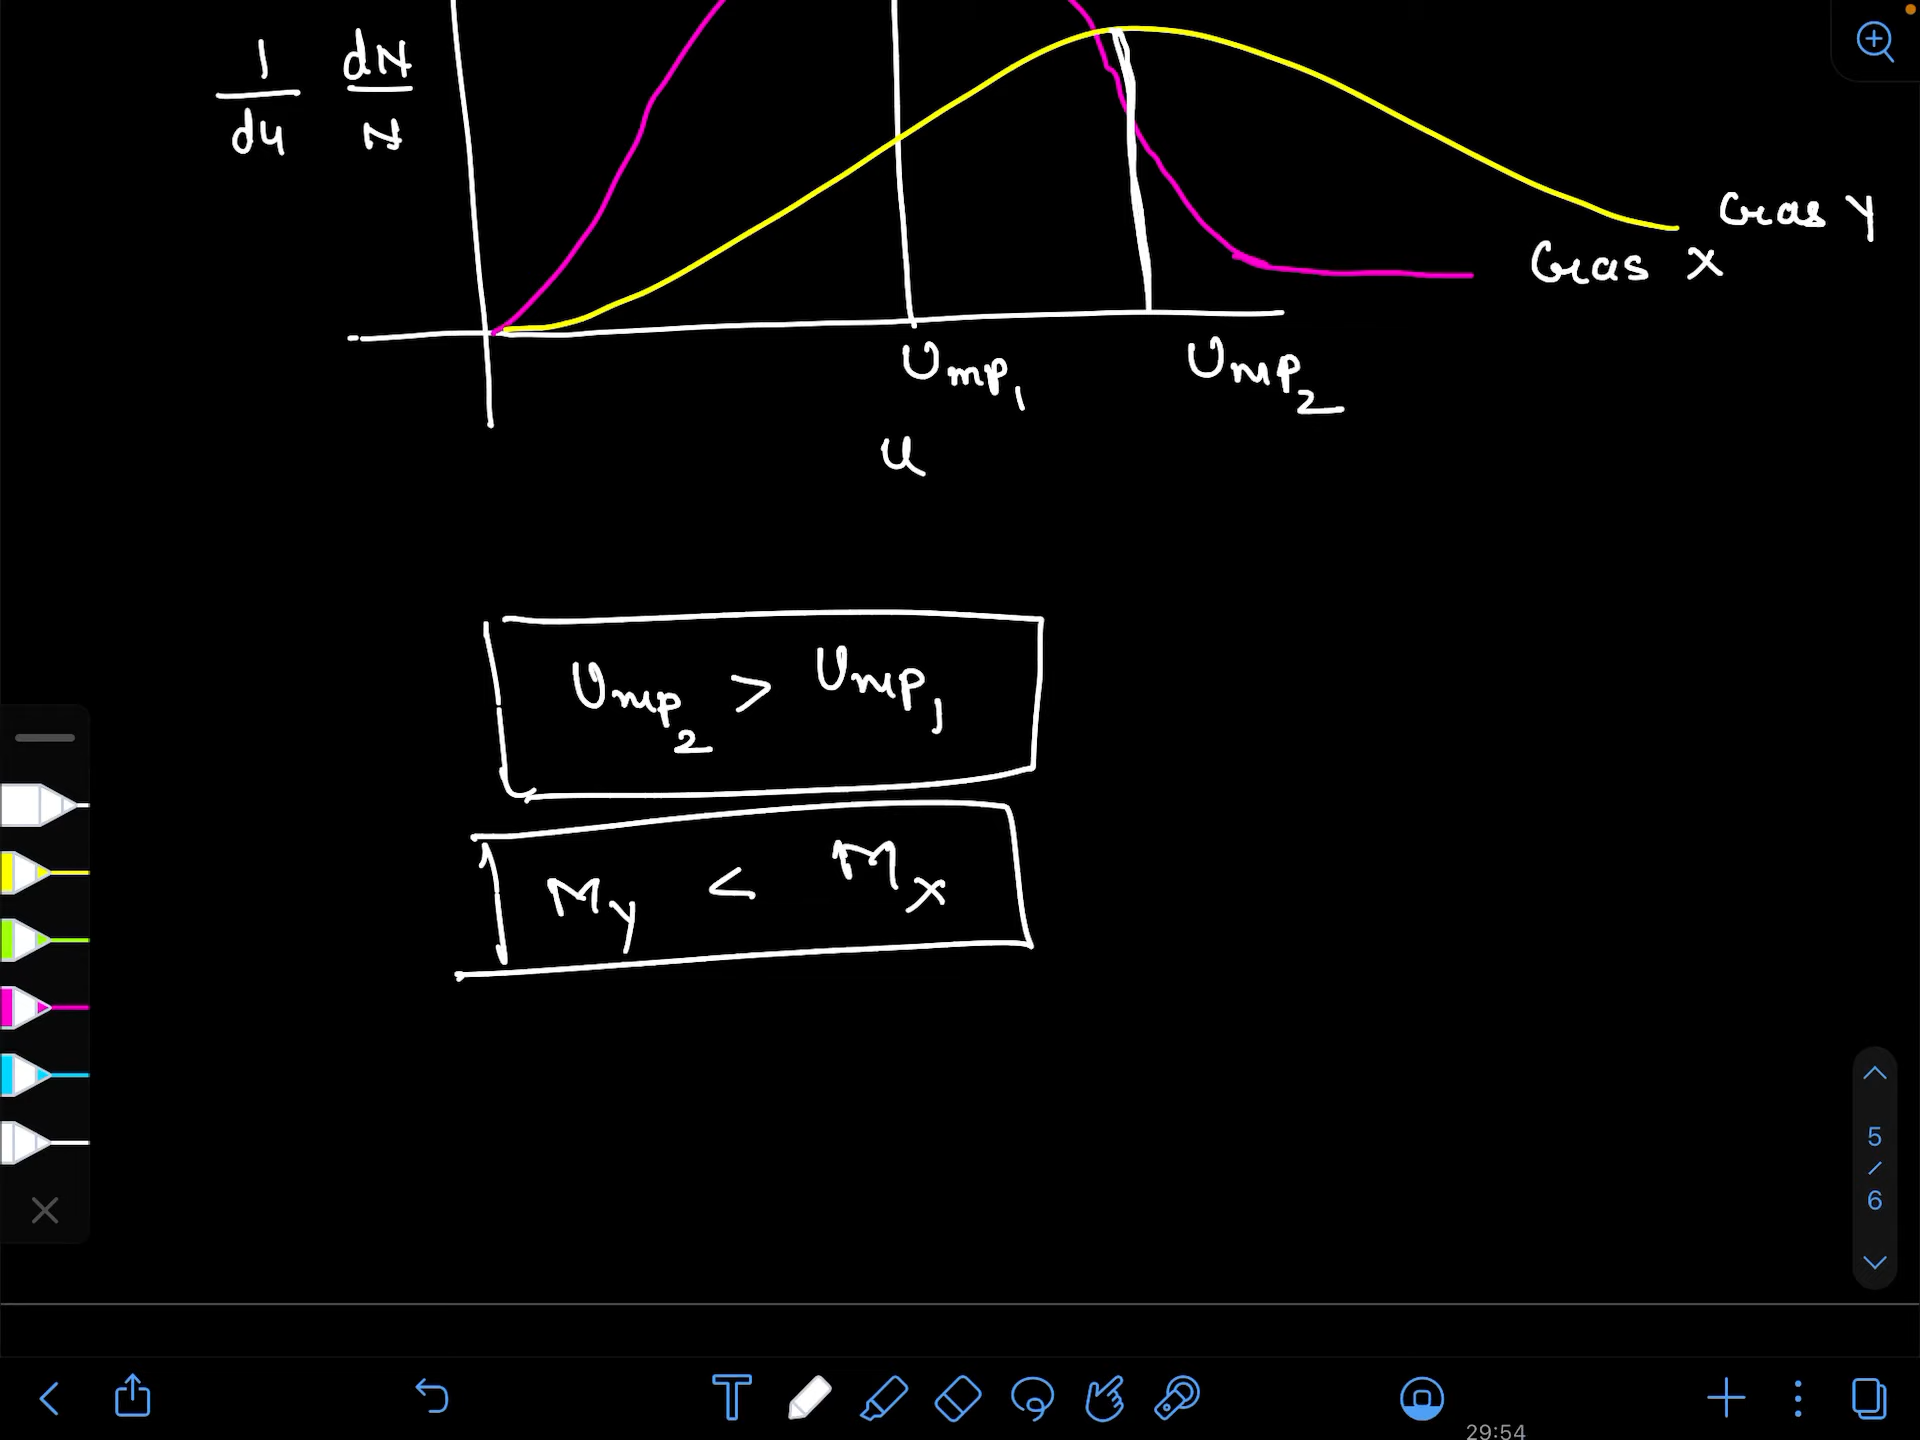 1/du dN/N
Gas Y
Gas X
Ump1 Ump2
u
Ump2 > Ump1
My < Mx
5
/
6
T
29:54